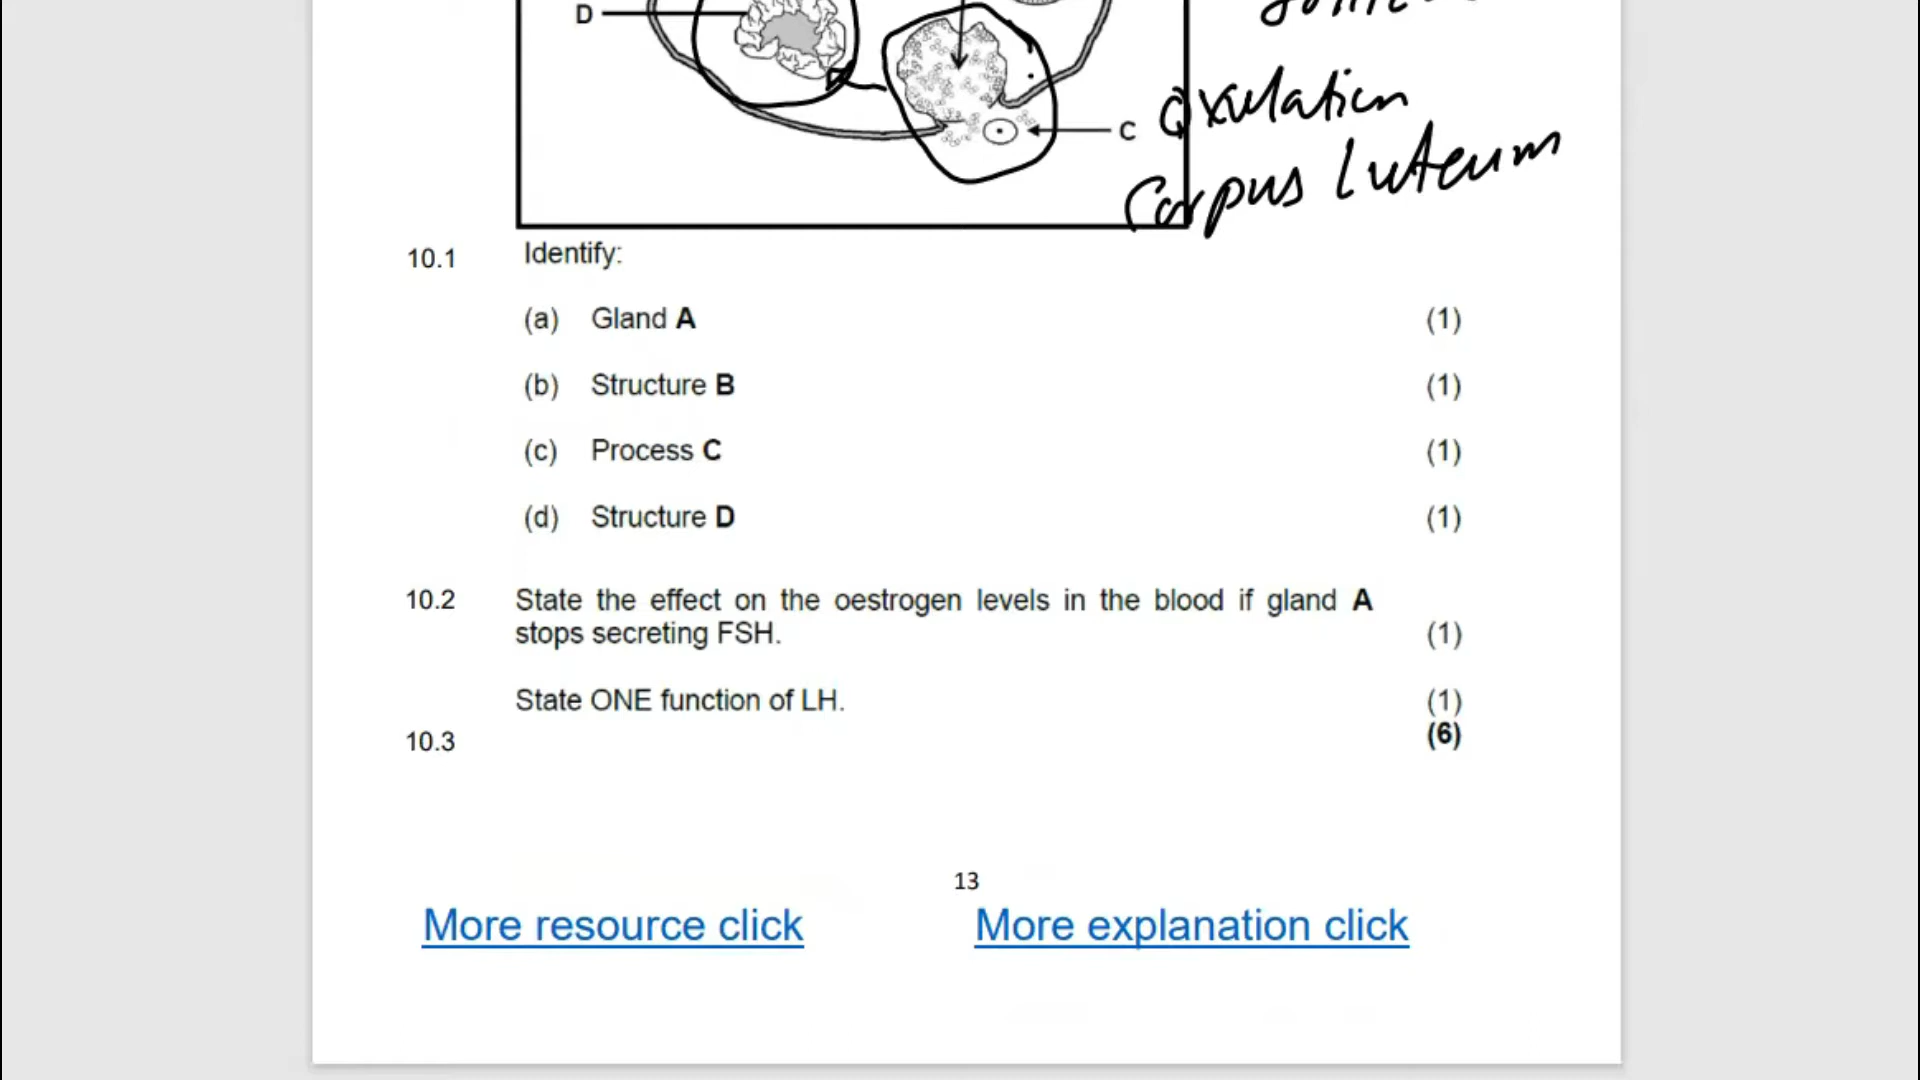 D
C
Ovulation
Corpus luteum
10.1 Identify:
(a) Gland A (1)
(b) Structure B (1)
(c) Process C (1)
(d) Structure D (1)
10.2 State the effect on the oestrogen levels in the blood if gland A
stops secreting FSH. (1)
State ONE function of LH. (1)
10.3 (6)
13
More resource click More explanation click